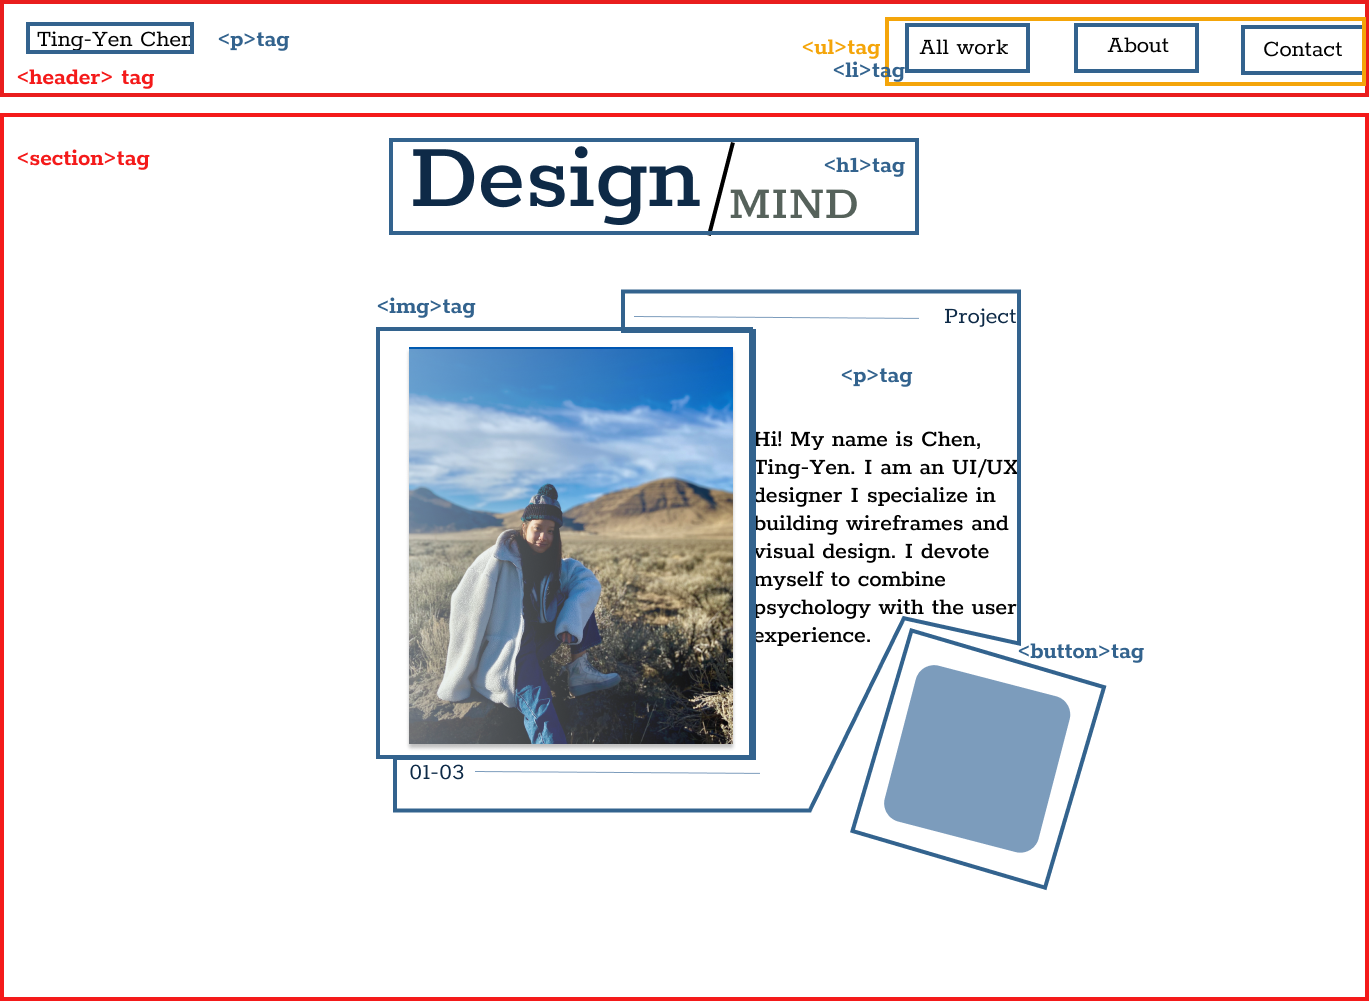 Ting-Yen Chen
<p>tag
<header> tag
<ul>tag
<li>tag
All work
About
Contact
<section>tag
Design
/
MIND
<h1>tag
<img>tag
Project
<p>tag
Hi! My name is Chen,
Ting-Yen. I am an UI/UX
designer I specialize in
building wireframes and
visual design. I devote
myself to combine
psychology with the user
experience.
<button>tag
01-03